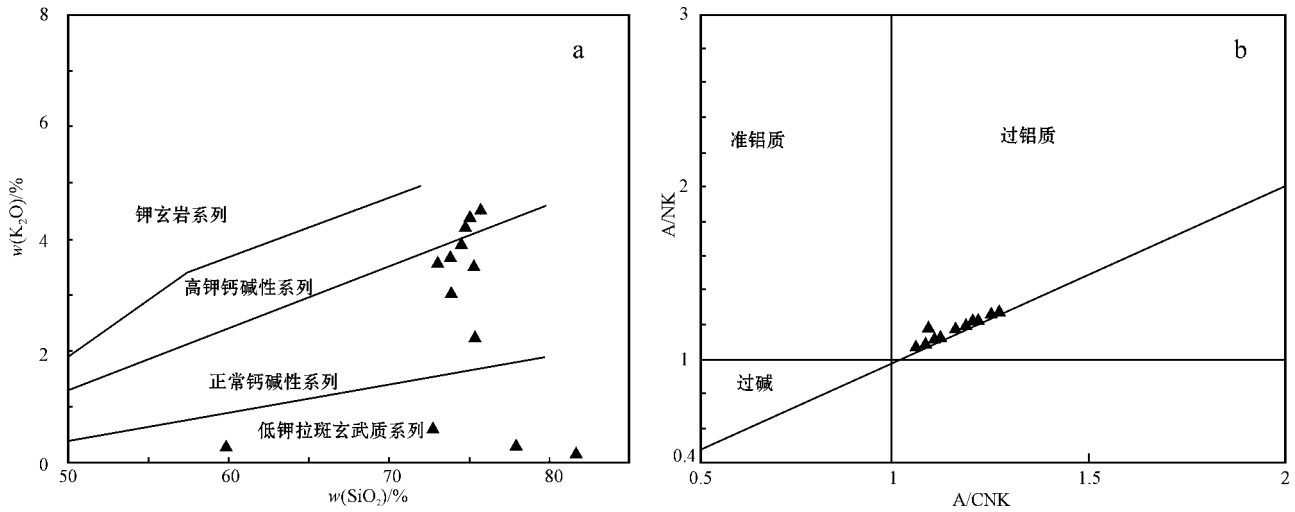 a
8
6
4
2
0
w(K₂O)/%
钾玄岩系列
高钾钙碱性系列
正常钙碱性系列
低钾拉斑玄武质系列
50
60
70
80
w(SiO₂)/%
b
3
2
1
0.4
A/NK
准铝质
过铝质
过碱
0.5
1
1.5
2
A/CNK